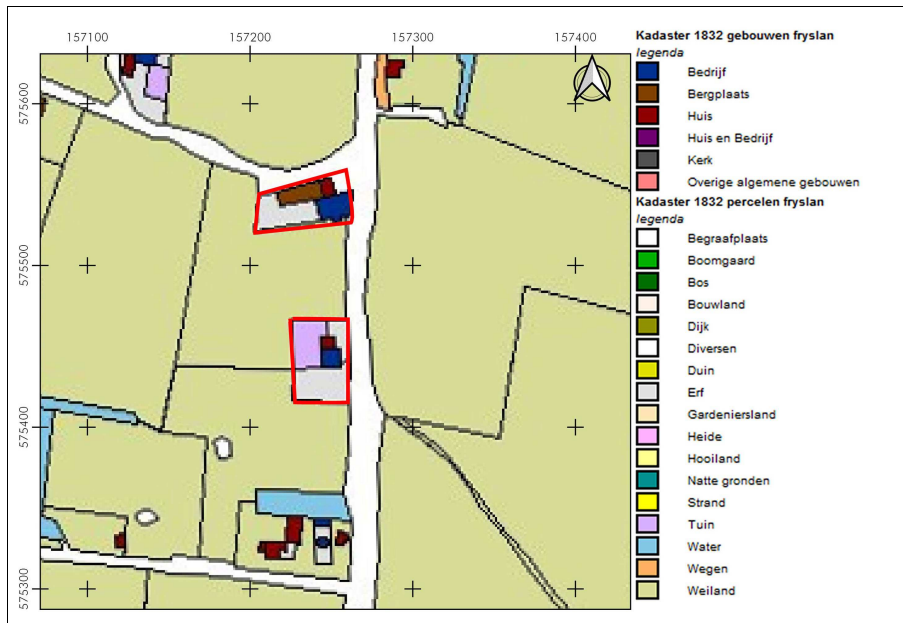 157100 157200 157300 157400
575600
575500
575400
575300
Kadaster 1832 gebouwen fryslan
legenda
Bedrijf
Bergplaats
Huis
Huis en Bedrijf
Kerk
Overige algemene gebouwen
Kadaster 1832 percelen fryslan
legenda
Begraafplaats
Boomgaard
Bos
Bouwland
Dijk
Diversen
Duin
Erf
Gardeniersland
Heide
Hooiland
Natte gronden
Strand
Tuin
Water
Wegen
Weiland